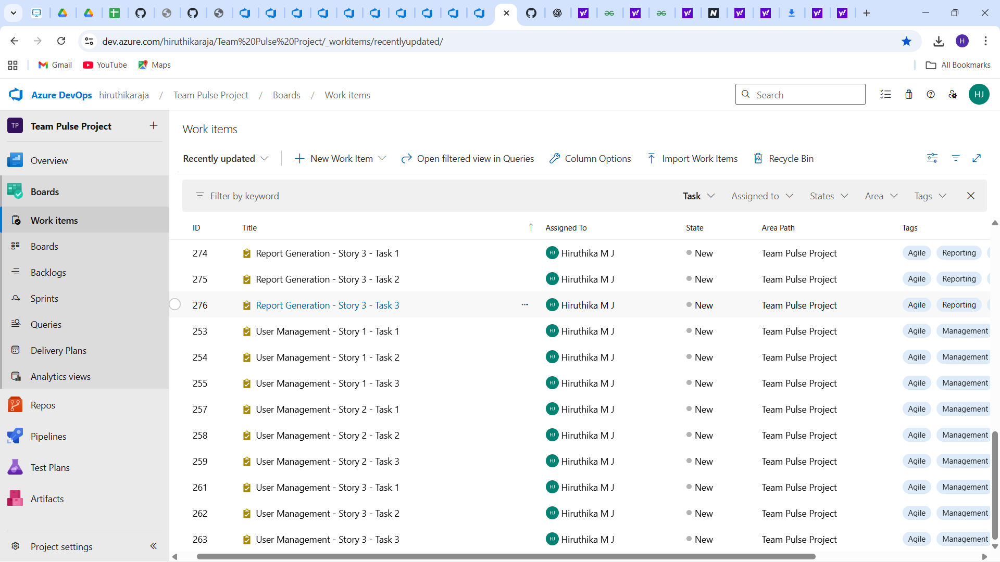 dev.azure.com/hiruthikaraja/Team%20Pulse%20Project/_workitems/recentlyupdated/
H
Gmail YouTube Maps All Bookmarks
Azure DevOps hiruthikaraja / Team Pulse Project / Boards / Work items Search HJ
TP Team Pulse Project
Overview
Boards
Work items
Boards
Backlogs
Sprints
Queries
Delivery Plans
Analytics views
Repos
Pipelines
Test Plans
Artifacts
Project settings
Work items
Recently updated New Work Item Open filtered view in Queries Column Options Import Work Items Recycle Bin
Filter by keyword Task Assigned to States Area Tags
ID Title Assigned To State Area Path Tags
274 Report Generation - Story 3 - Task 1 HJ Hiruthika M J New Team Pulse Project Agile Reporting
275 Report Generation - Story 3 - Task 2 HJ Hiruthika M J New Team Pulse Project Agile Reporting
276 Report Generation - Story 3 - Task 3 HJ Hiruthika M J New Team Pulse Project Agile Reporting
253 User Management - Story 1 - Task 1 HJ Hiruthika M J New Team Pulse Project Agile Management
254 User Management - Story 1 - Task 2 HJ Hiruthika M J New Team Pulse Project Agile Management
255 User Management - Story 1 - Task 3 HJ Hiruthika M J New Team Pulse Project Agile Management
257 User Management - Story 2 - Task 1 HJ Hiruthika M J New Team Pulse Project Agile Management
258 User Management - Story 2 - Task 2 HJ Hiruthika M J New Team Pulse Project Agile Management
259 User Management - Story 2 - Task 3 HJ Hiruthika M J New Team Pulse Project Agile Management
261 User Management - Story 3 - Task 1 HJ Hiruthika M J New Team Pulse Project Agile Management
262 User Management - Story 3 - Task 2 HJ Hiruthika M J New Team Pulse Project Agile Management
263 User Management - Story 3 - Task 3 HJ Hiruthika M J New Team Pulse Project Agile Management